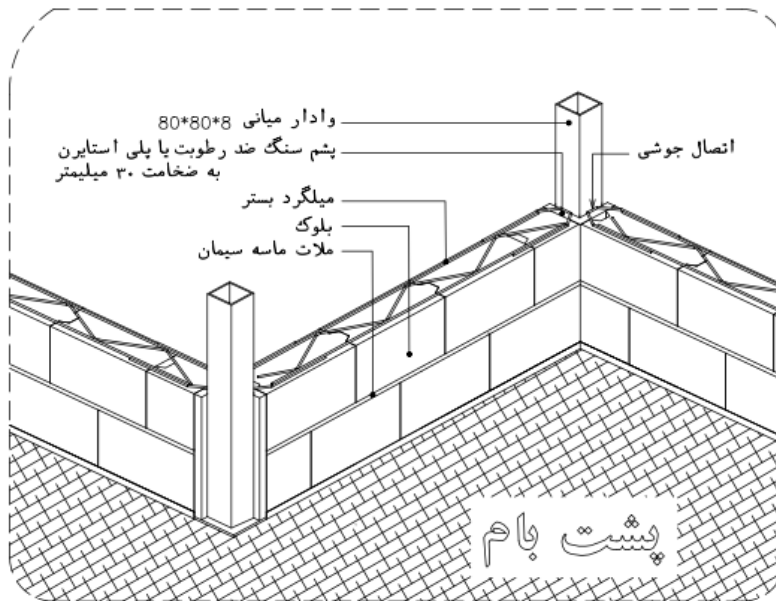 وادار میانی 8*80*80
پشم سنگ ضد رطوبت یا پلی استایرن
به ضخامت ۳۰ میلیمتر
اتصال جوشی
میلگرد بستر
بلوک
ملات ماسه سیمان
پشت بام